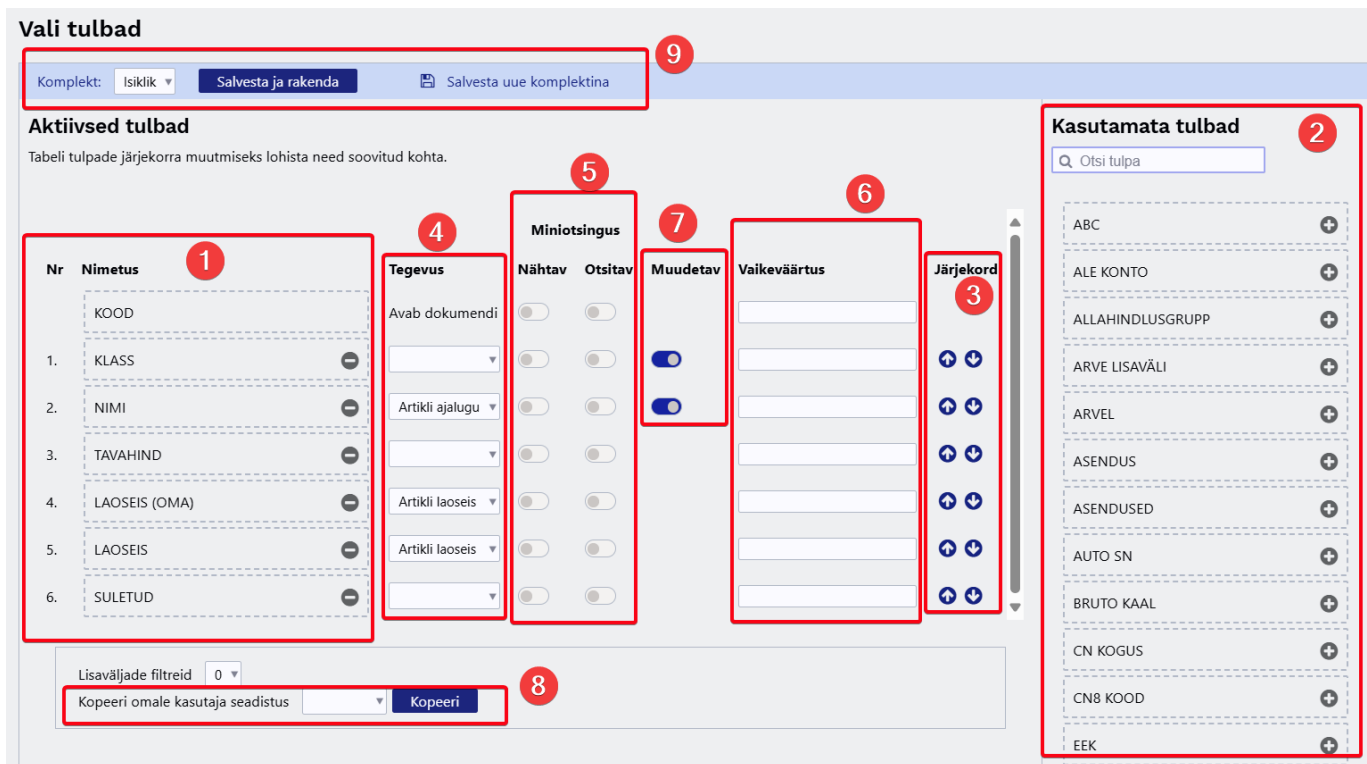 Vali tulbad
9
Komplekt: Isiklik Salvesta ja rakenda Salvesta uue komplektina
Aktiivsed tulbad
Tabeli tulpade järjekorra muutmiseks lohista need soovitud kohta.
5
6
4
Miniotsingus
7
1
Nr Nimetus Tegevus Nähtav Otsitav Muudetav Vaikeväärtus Järjekord
3
KOOD Avab dokumendi
1. KLASS
2. NIMI Artikli ajalugu
3. TAVAHIND
4. LAOSEIS (OMA) Artikli laoseis
5. LAOSEIS Artikli laoseis
6. SULETUD
Lisaväljade filtreid 0
Kopeeri omale kasutaja seadistus Kopeeri
8
Kasutamata tulbad
2
Otsi tulpa
ABC
ALE KONTO
ALLAHINDLUSGRUPP
ARVE LISAVÄLI
ARVEL
ASENDUS
ASENDUSED
AUTO SN
BRUTO KAAL
CN KOGUS
CN8 KOOD
EEK